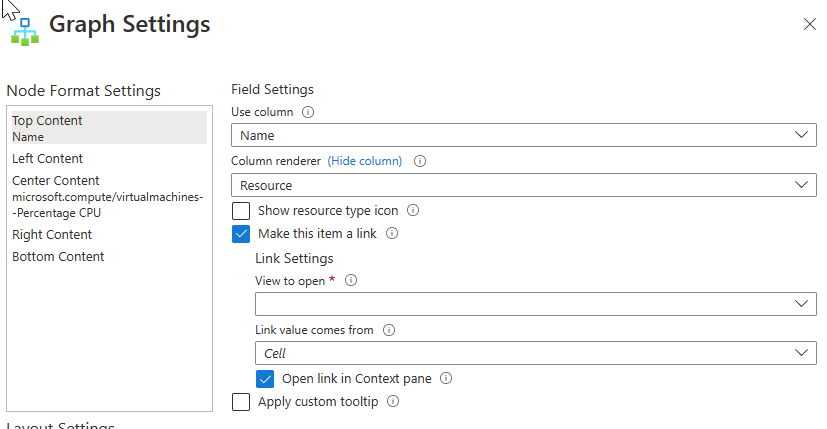 Graph Settings
Node Format Settings
Top Content
Name
Left Content
Center Content
microsoft.compute/virtualmachines-
-Percentage CPU
Right Content
Bottom Content
Layout Settings
Field Settings
Use column
Name
Column renderer (Hide column)
Resource
Show resource type icon
Make this item a link
Link Settings
View to open *
Link value comes from
Cell
Open link in Context pane
Apply custom tooltip